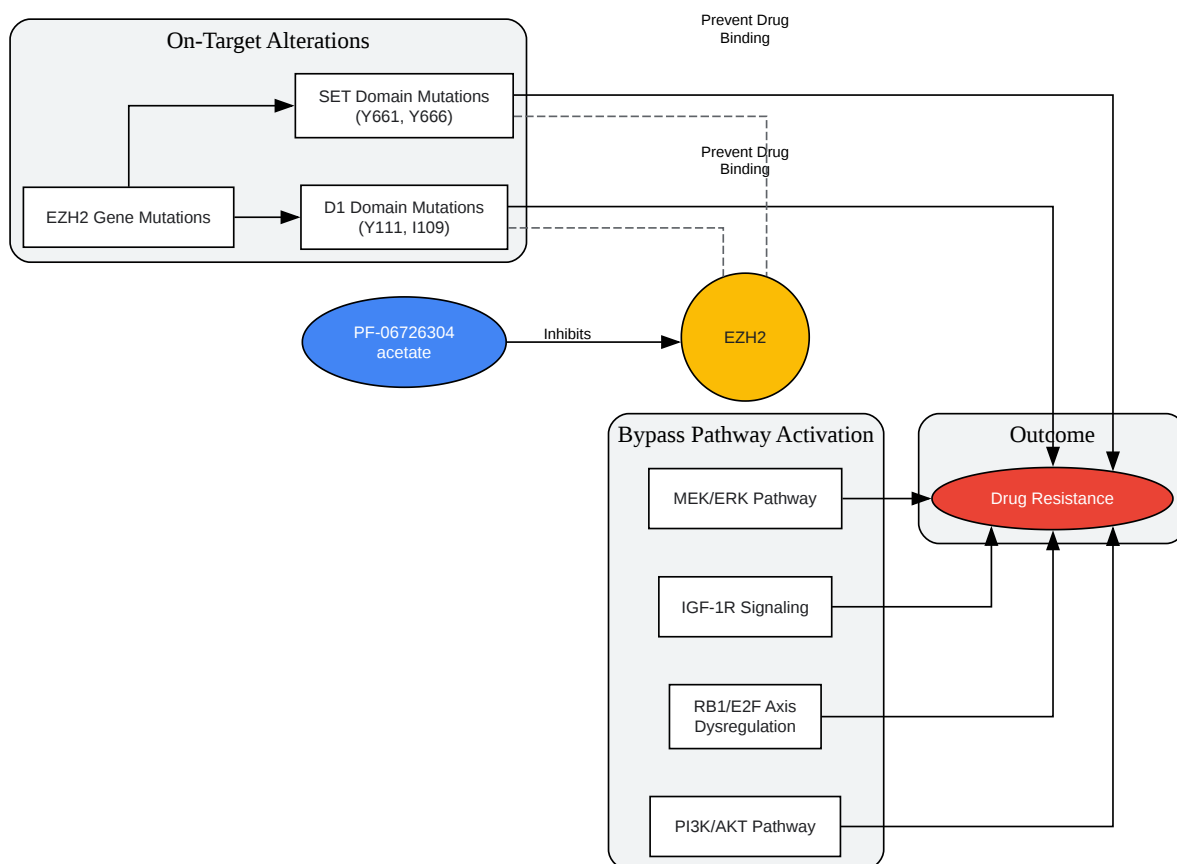 Prevent Drug
Binding
On-Target Alterations
SET Domain Mutations
(Y661, Y666)
Prevent Drug
Binding
EZH2 Gene Mutations
D1 Domain Mutations
(Y111, I109)
PF-06726304
acetate
Inhibits
EZH2
Bypass Pathway Activation
Outcome
MEK/ERK Pathway
Drug Resistance
IGF-1R Signaling
RB1/E2F Axis
Dysregulation
PI3K/AKT Pathway